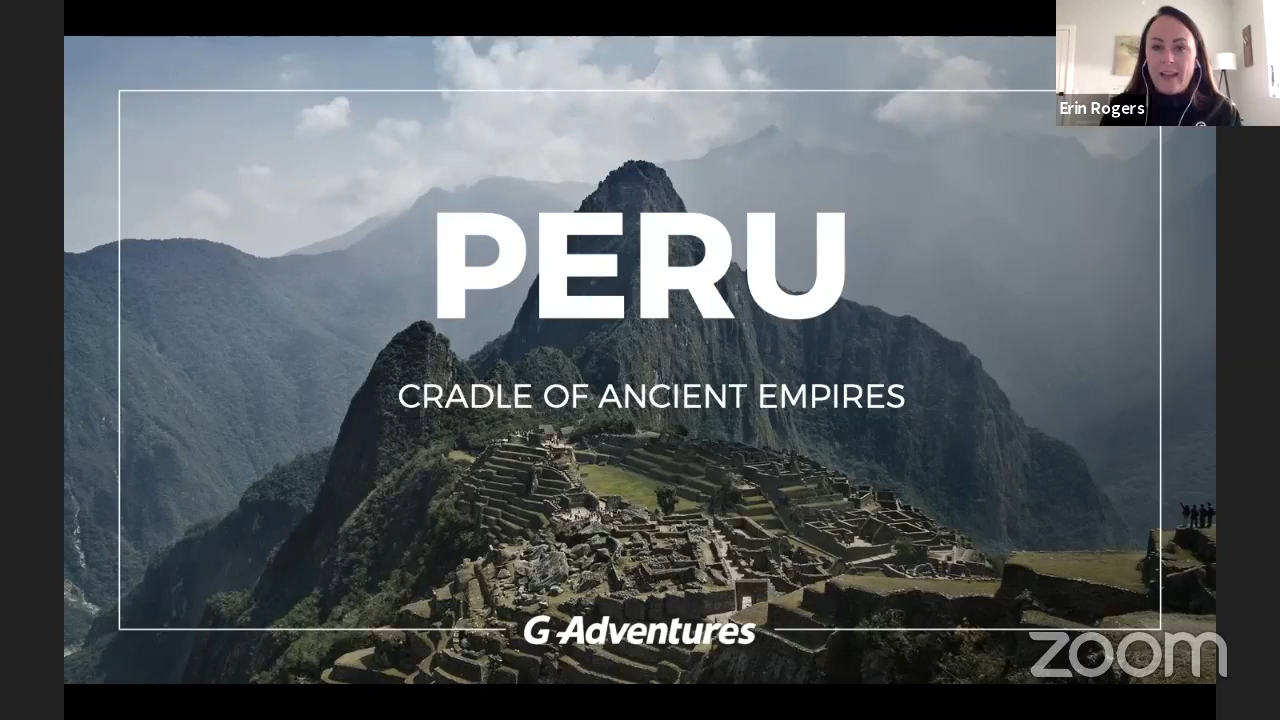 Erin Rogers
PERU
CRADLE OF ANCIENT EMPIRES
G Adventures
zoom